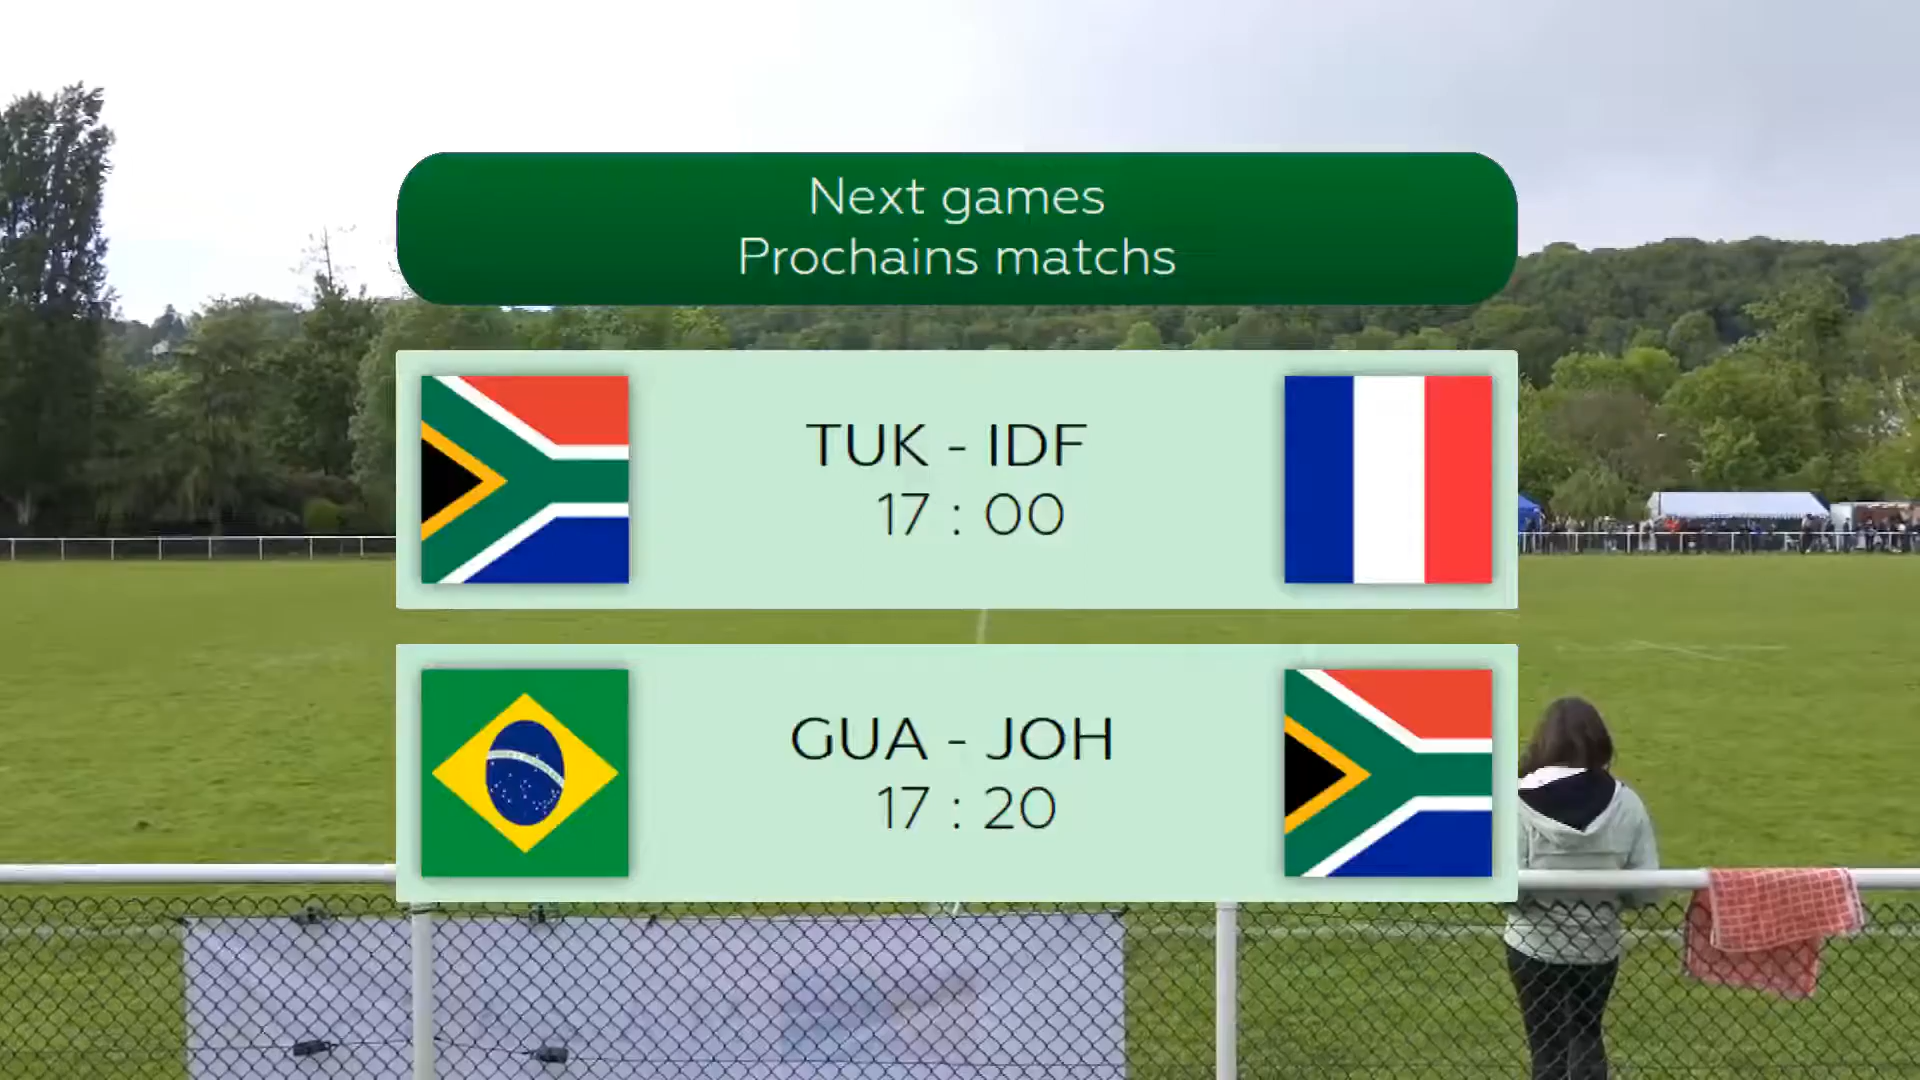 Next games
Prochains matchs
TUK - IDF
17 : 00
GUA - JOH
17 : 20